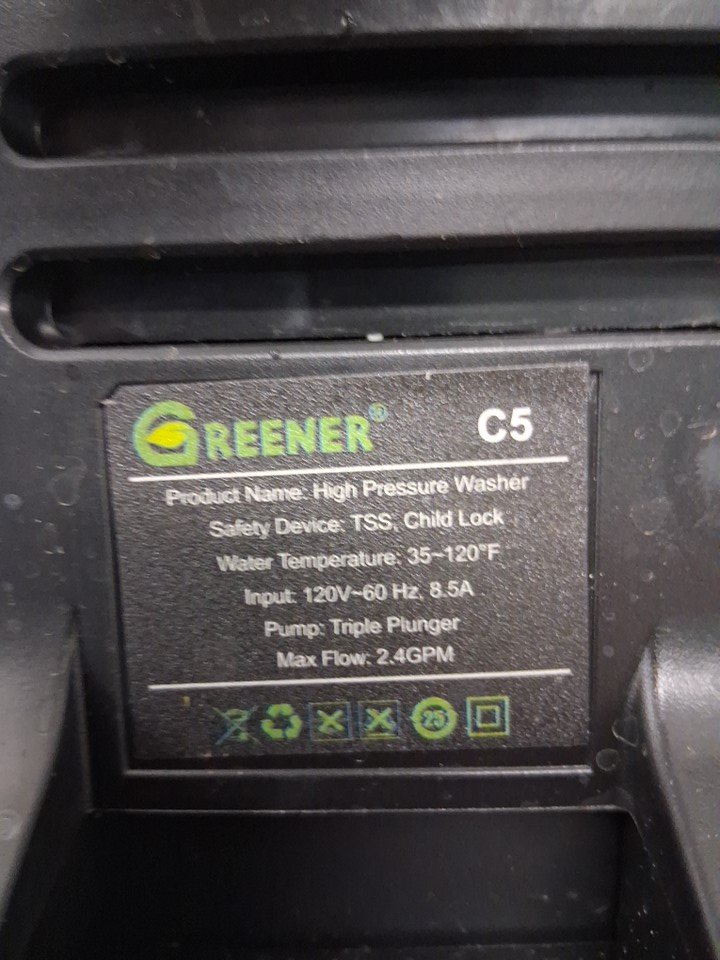 GREENER® C5
Product Name: High Pressure Washer
Safety Device: TSS, Child Lock
Water Temperature: 35~120°F
Input: 120V~60 Hz, 8.5A
Pump: Triple Plunger
Max Flow: 2.4GPM
25